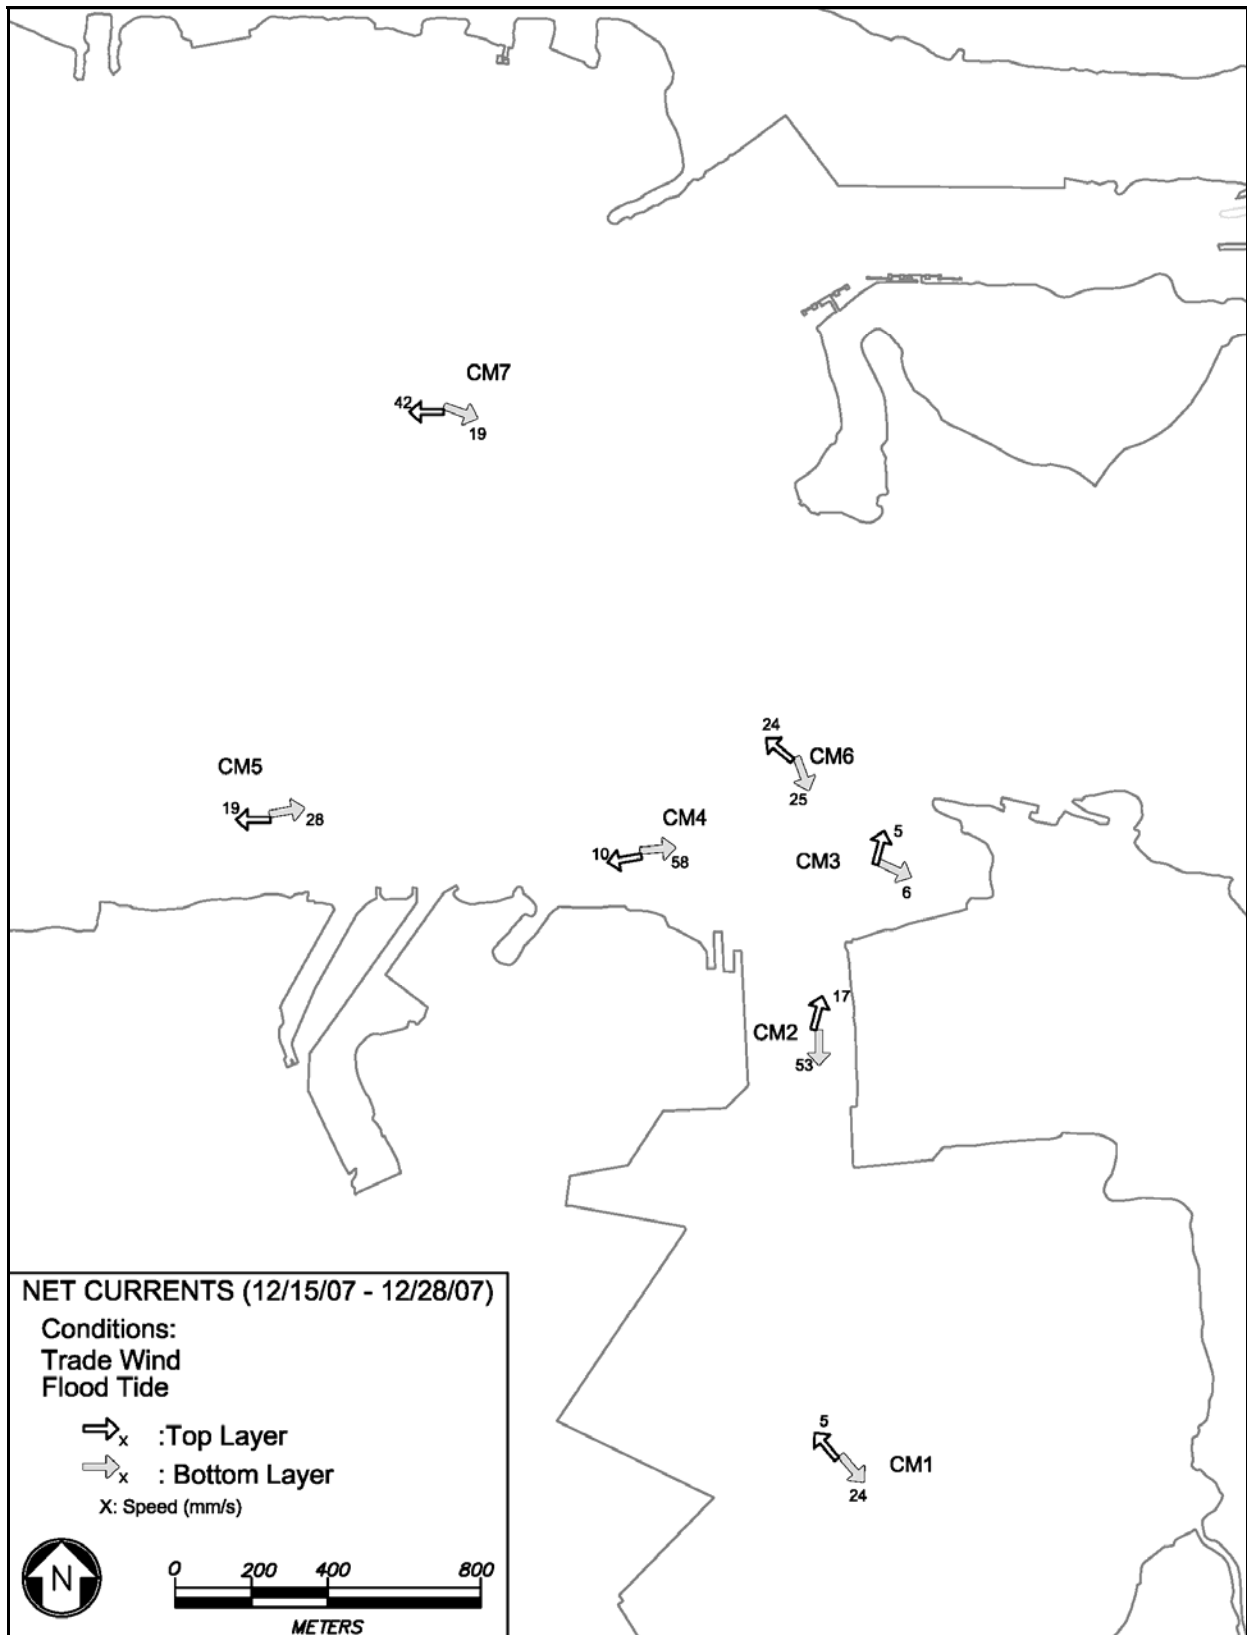 CM7
42
19
24
CM6
25
CM5
19
28
CM4
10
58
5
CM3
6
17
CM2
53
5
CM1
24
NET CURRENTS (12/15/07 - 12/28/07)
Conditions:
Trade Wind
Flood Tide
x :Top Layer
x : Bottom Layer
X: Speed (mm/s)
N
0 200 400 800
METERS